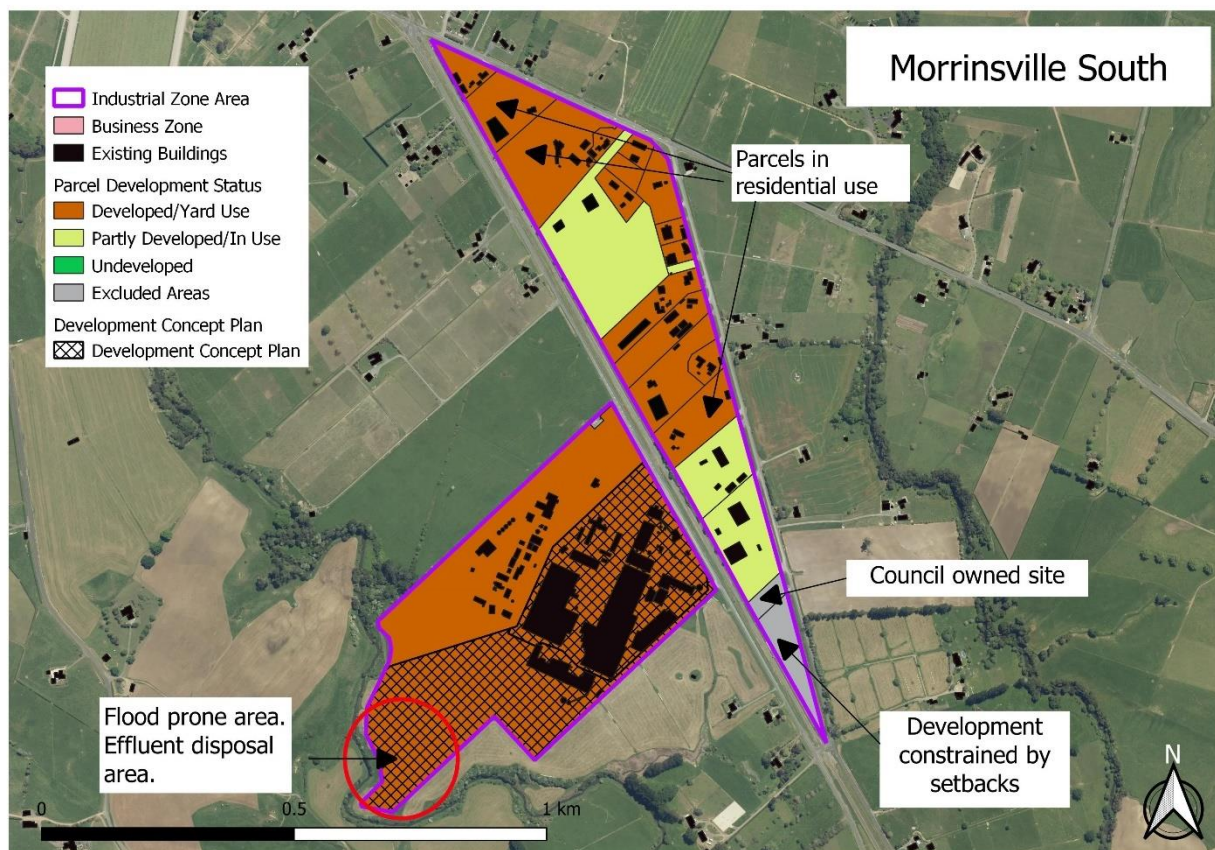 Morrinsville South
Industrial Zone Area
Business Zone
Existing Buildings
Parcel Development Status
Developed/Yard Use
Partly Developed/In Use
Undeveloped
Excluded Areas
Development Concept Plan
Development Concept Plan
Parcels in
residential use
Council owned site
Development
constrained by
setbacks
Flood prone area.
Effluent disposal
area.
0 0.5 1 km
N